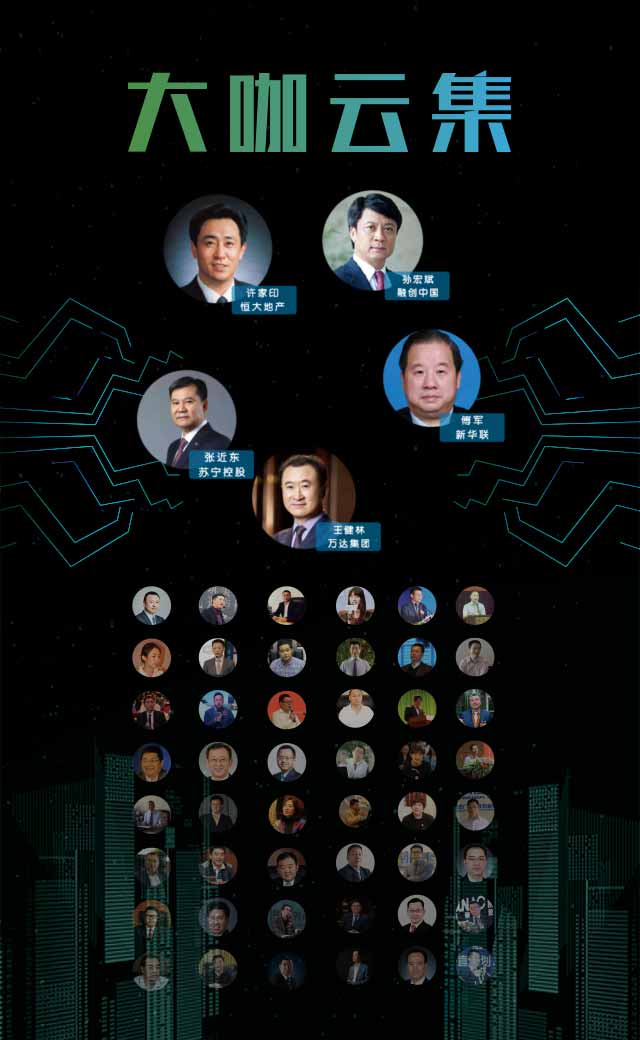 大咖云集
许家印
恒大地产
孙宏斌
融创中国
傅军
新华联
张近东
苏宁控股
王健林
万达集团